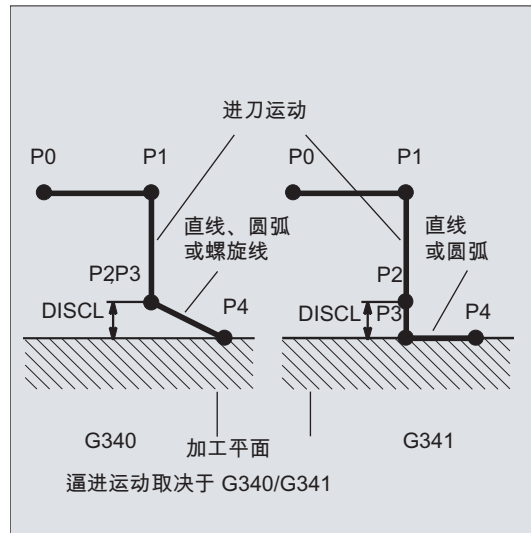 进刀运动
P0
P1
P0
P1
直线、圆弧
或螺旋线
直线
或圆弧
P2,P3
P2
DISCL
P4
DISCL
P3
P4
G340
加工平面
G341
逼进运动取决于 G340/G341